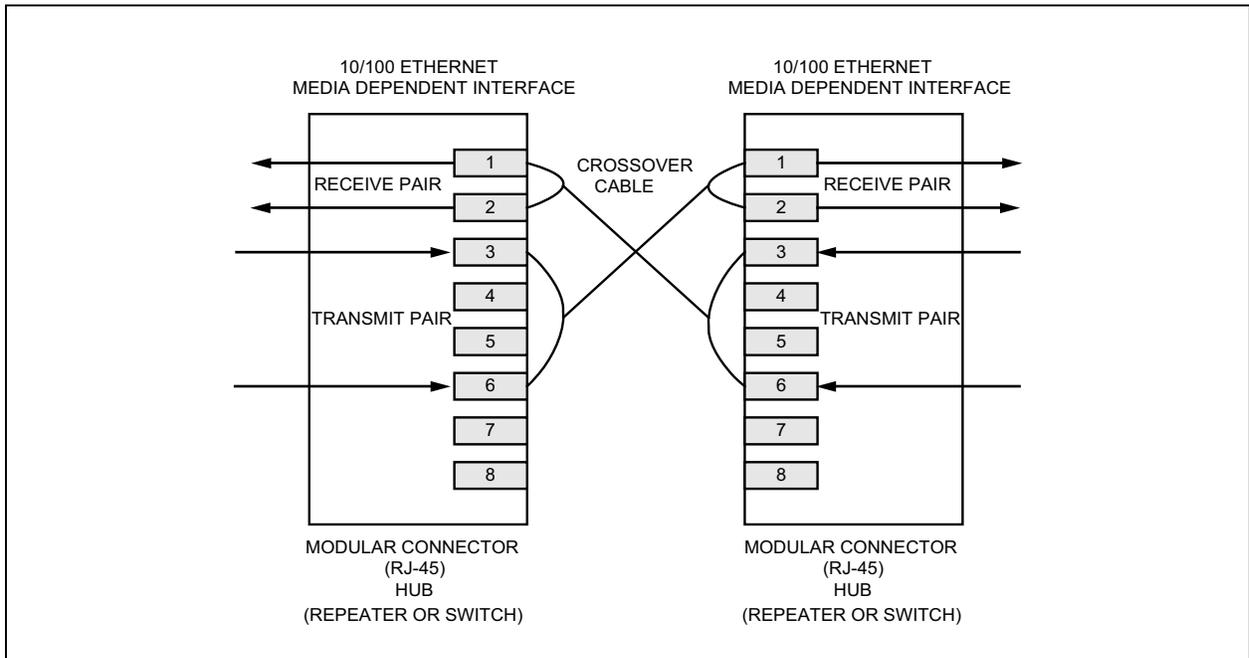 10/100 ETHERNET
MEDIA DEPENDENT INTERFACE
10/100 ETHERNET
MEDIA DEPENDENT INTERFACE
1
RECEIVE PAIR
2
3
4
TRANSMIT PAIR
5
6
7
8
CROSSOVER
CABLE
1
RECEIVE PAIR
2
3
4
TRANSMIT PAIR
5
6
7
8
MODULAR CONNECTOR
(RJ-45)
HUB
(REPEATER OR SWITCH)
MODULAR CONNECTOR
(RJ-45)
HUB
(REPEATER OR SWITCH)